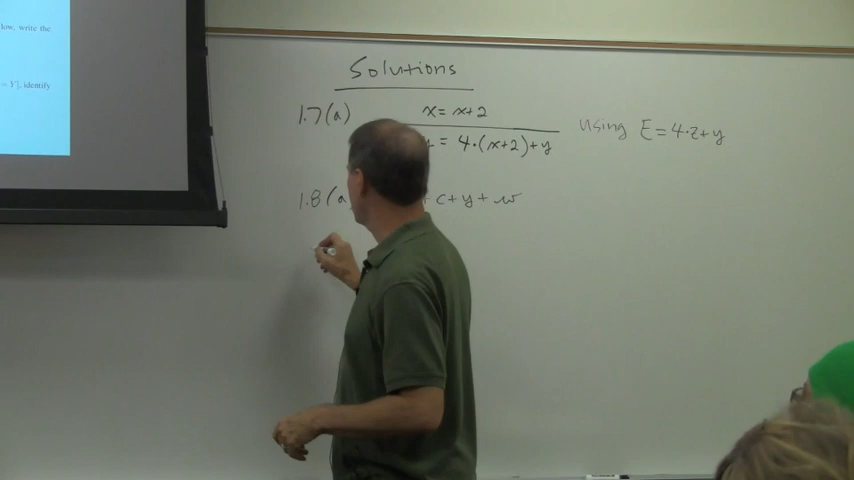 low, write the
= Y], identify
Solutions
1.7(a) x = x+2
= 4·(x+2)+y using E = 4·z+y
1.8(a + c + y + w